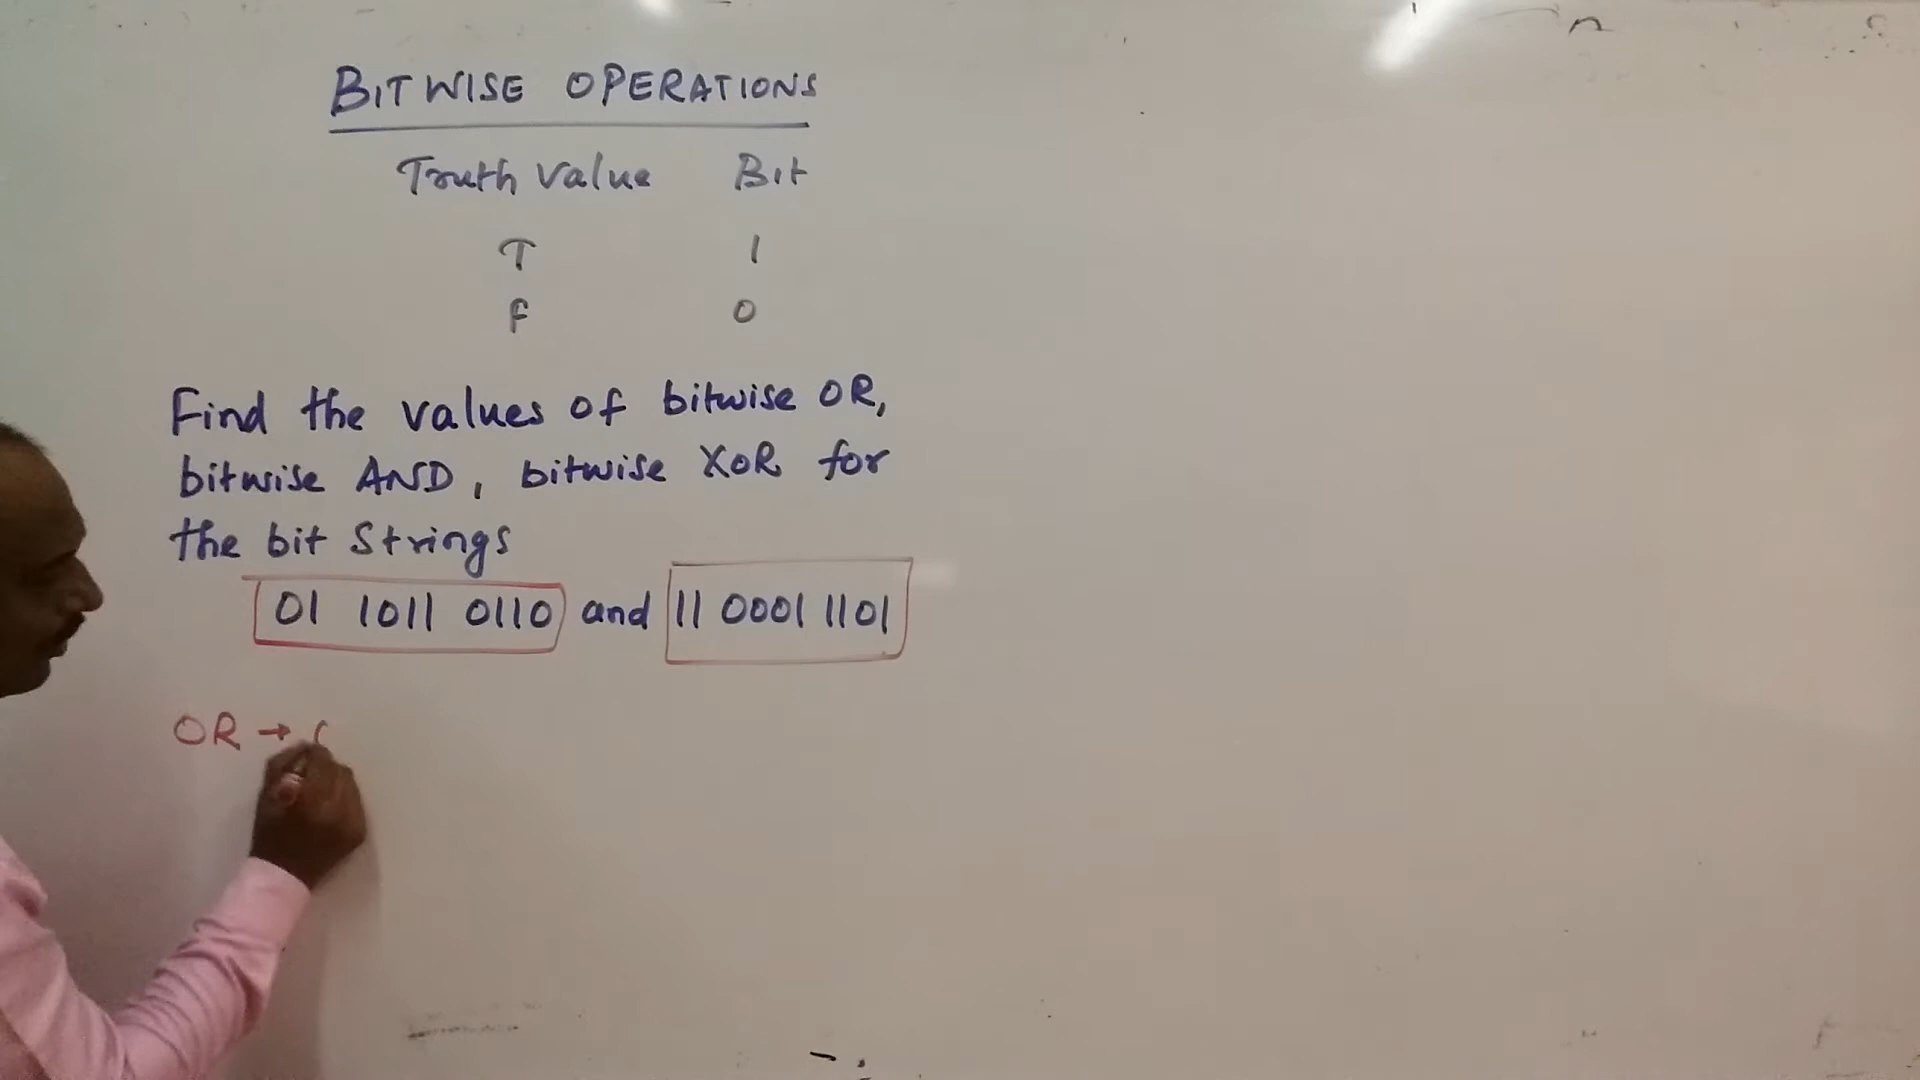 BITWISE OPERATIONS
Truth value Bit
T 1
F 0
Find the values of bitwise OR,
bitwise AND, bitwise XOR for
the bit Strings
01 1011 0110 and 11 0001 1101
OR →